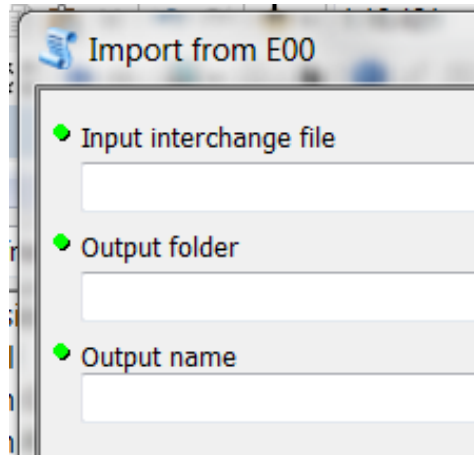 Import from E00
Input interchange file
Output folder
Output name